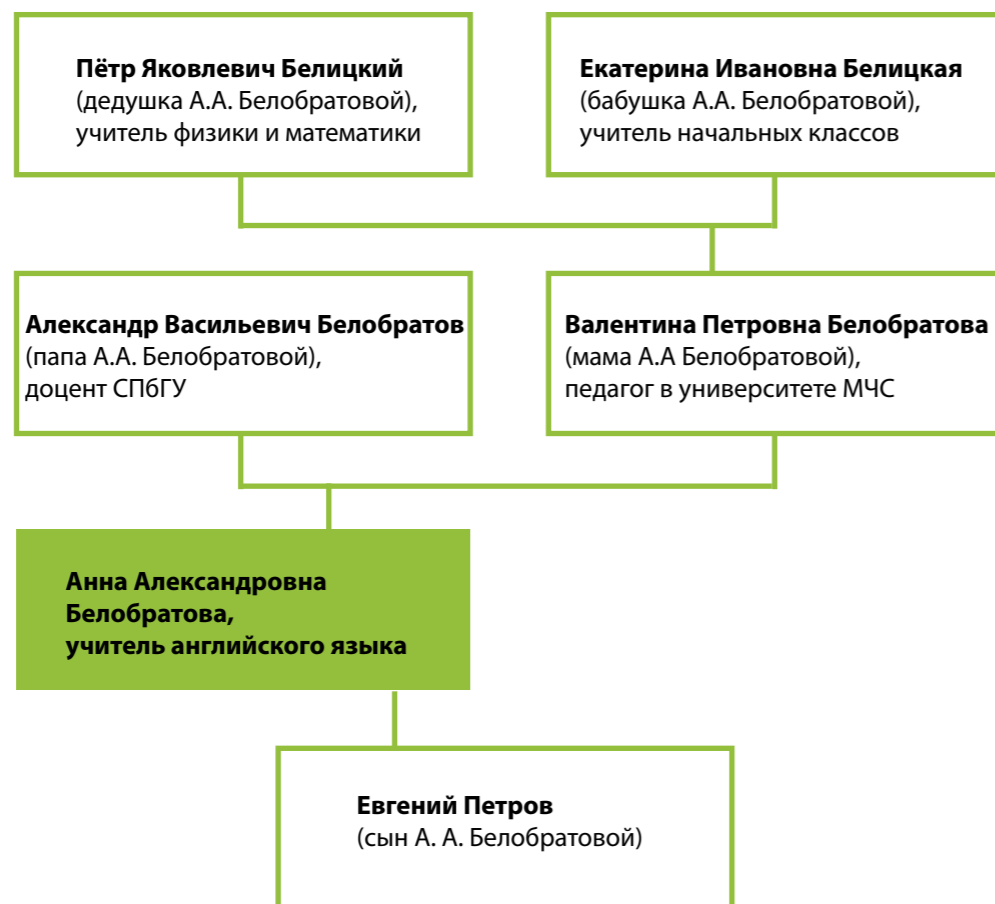 Пётр Яковлевич Белицкий
(дедушка А.А. Белобратовой),
учитель физики и математики
Екатерина Ивановна Белицкая
(бабушка А.А. Белобратовой),
учитель начальных классов
Александр Васильевич Белобратов
(папа А.А. Белобратовой),
доцент СПбГУ
Валентина Петровна Белобратова
(мама А.А Белобратовой),
педагог в университете МЧС
Анна Александровна
Белобратова,
учитель английского языка
Евгений Петров
(сын А. А. Белобратовой)